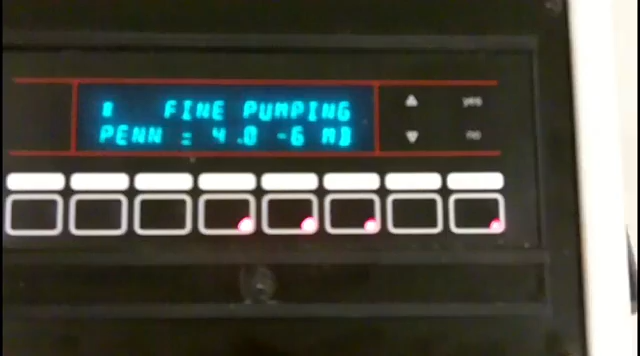 FINE PUMPING
PENN = 4.0 -6 MB
yes
no